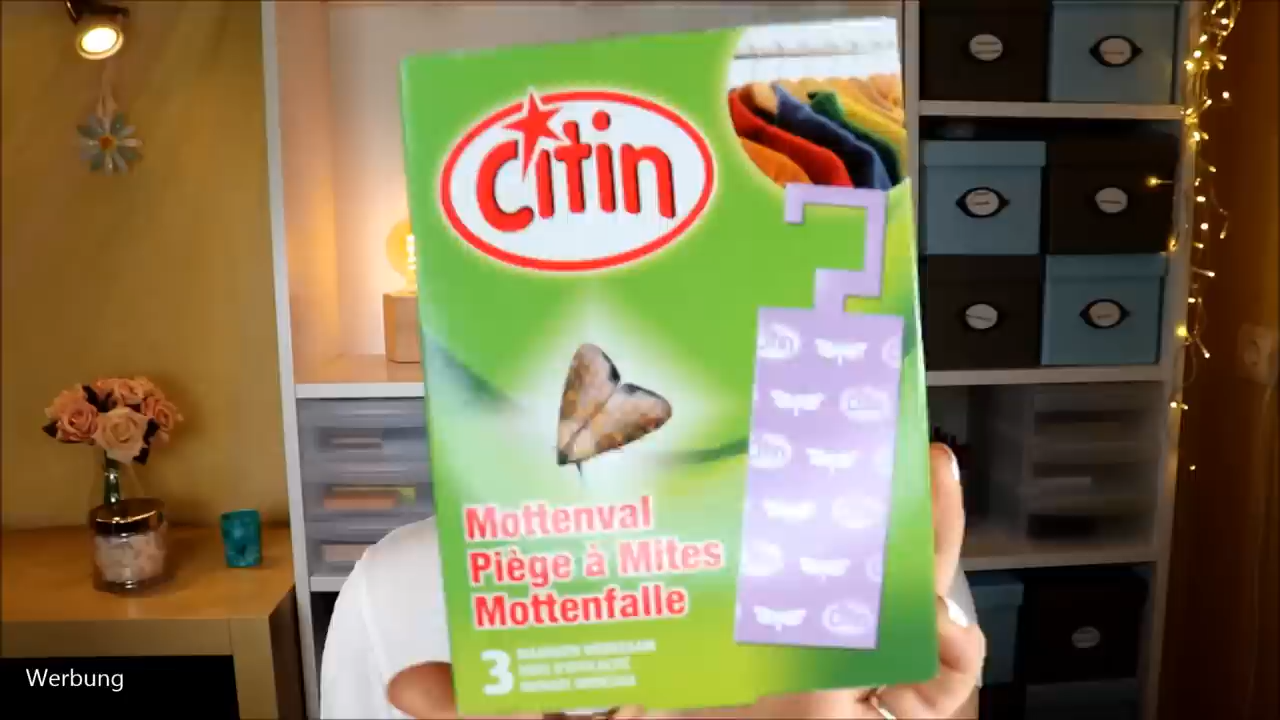 Citin
Mottenval
Piège à Mites
Mottenfalle
3
Werbung